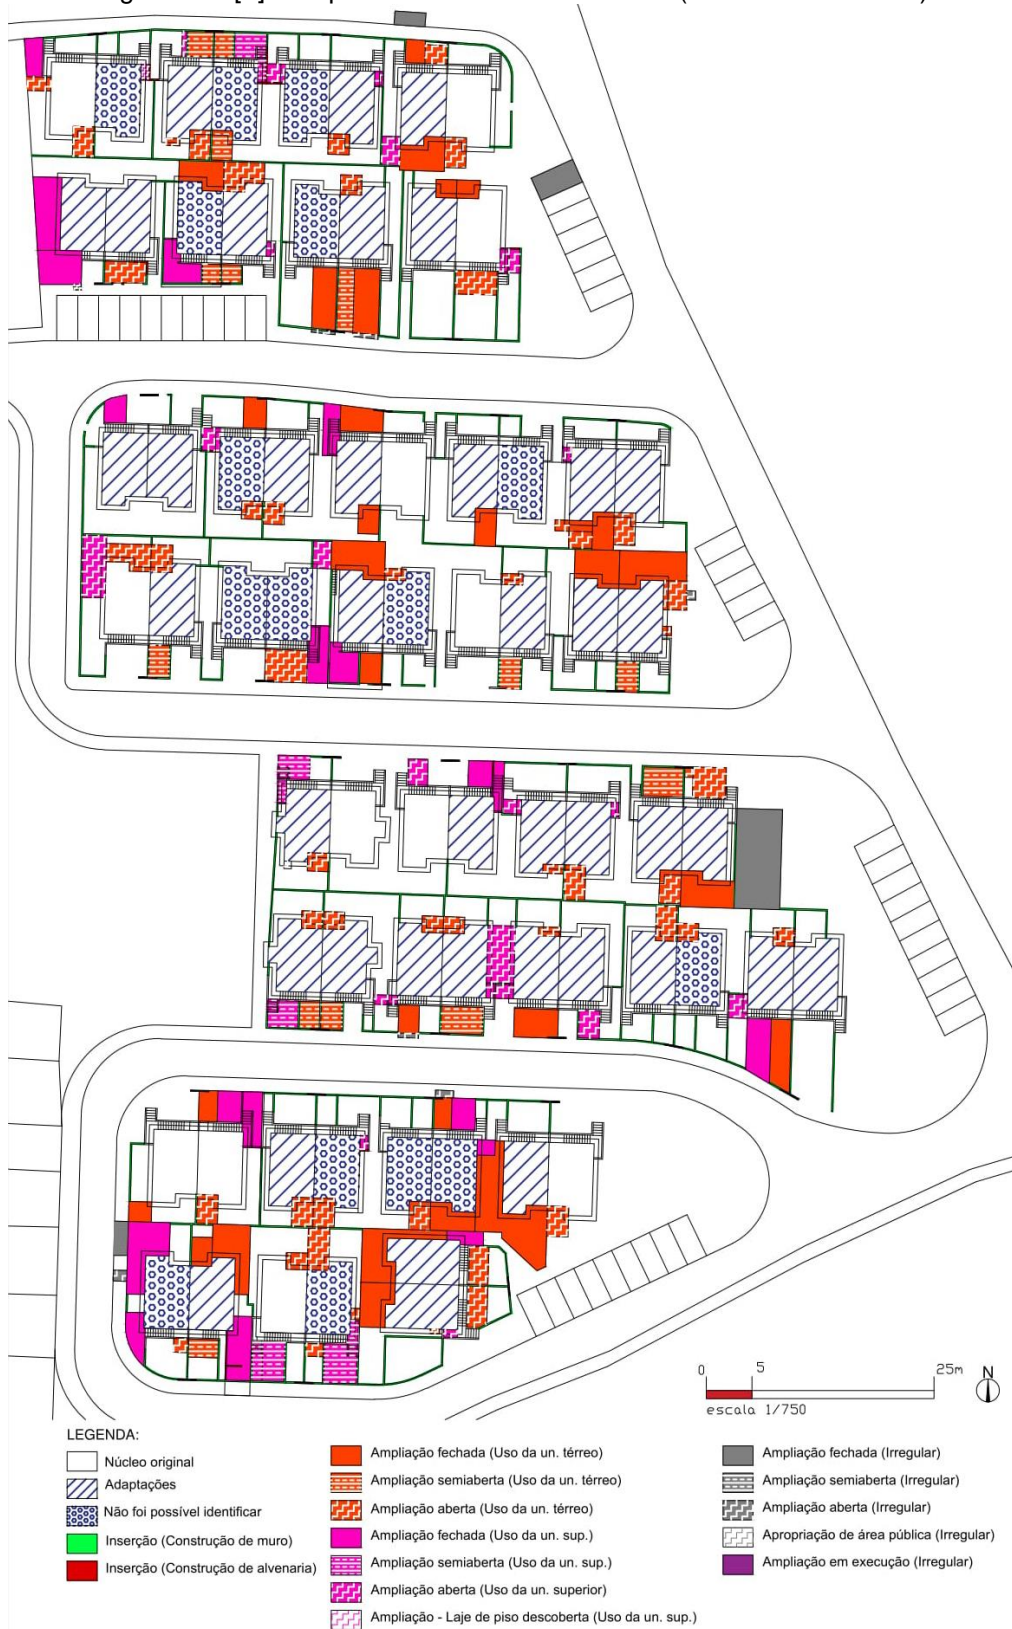 0 5 25m N
escala 1/750
LEGENDA:
Núcleo original
Adaptações
Não foi possível identificar
Inserção (Construção de muro)
Inserção (Construção de alvenaria)
Ampliação fechada (Uso da un. térreo)
Ampliação semiaberta (Uso da un. térreo)
Ampliação aberta (Uso da un. térreo)
Ampliação fechada (Uso da un. sup.)
Ampliação semiaberta (Uso da un. sup.)
Ampliação aberta (Uso da un. superior)
Ampliação - Laje de piso descoberta (Uso da un. sup.)
Ampliação fechada (Irregular)
Ampliação semiaberta (Irregular)
Ampliação aberta (Irregular)
Apropriação de área pública (Irregular)
Ampliação em execução (Irregular)